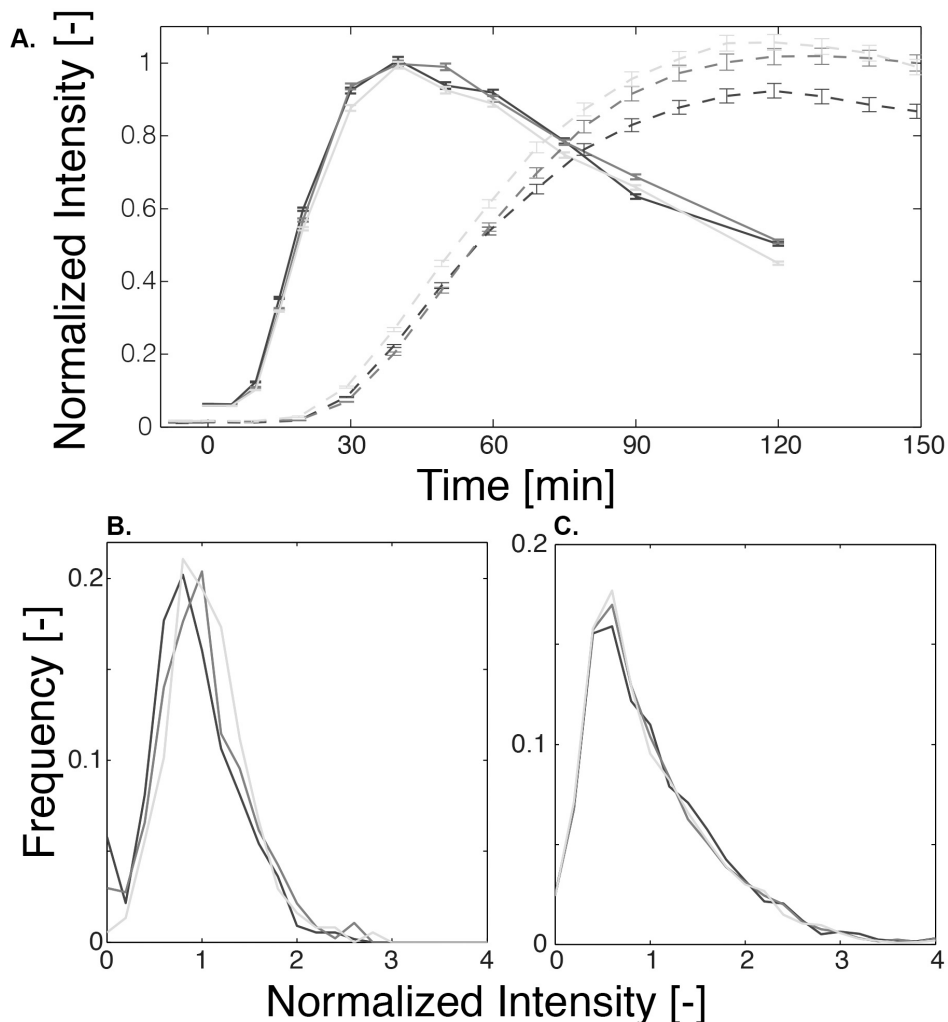 A.
Normalized Intensity [-]
1
0.8
0.6
0.4
0.2
0
0 30 60 90 120 150
Time [min]
B.
C.
Frequency [-]
0.2
0.1
0
0 1 2 3 4
0.2
0.1
0
0 1 2 3 4
Normalized Intensity [-]